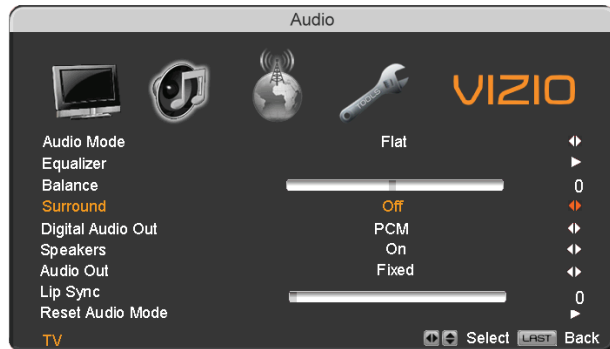 Audio
TOOLS
VIZIO
Audio Mode Flat
Equalizer
Balance 0
Surround Off
Digital Audio Out PCM
Speakers On
Audio Out Fixed
Lip Sync 0
Reset Audio Mode
TV Select LAST Back